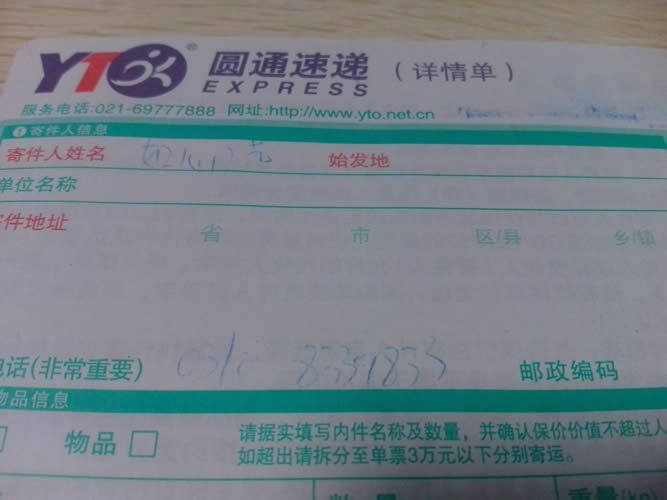 YTO® 圆通速递 (详情单)
EXPRESS
服务电话:021-69777888 网址:http://www.yto.net.cn
1 寄件人信息
寄件人姓名 始发地
单位名称
件地址 省 市 区/县 乡/镇
话(非常重要) 邮政编码
物品信息
物品 □ 请据实填写内件名称及数量，并确认保价价值不超过
如超出请拆分至单票3万元以下分别寄运。